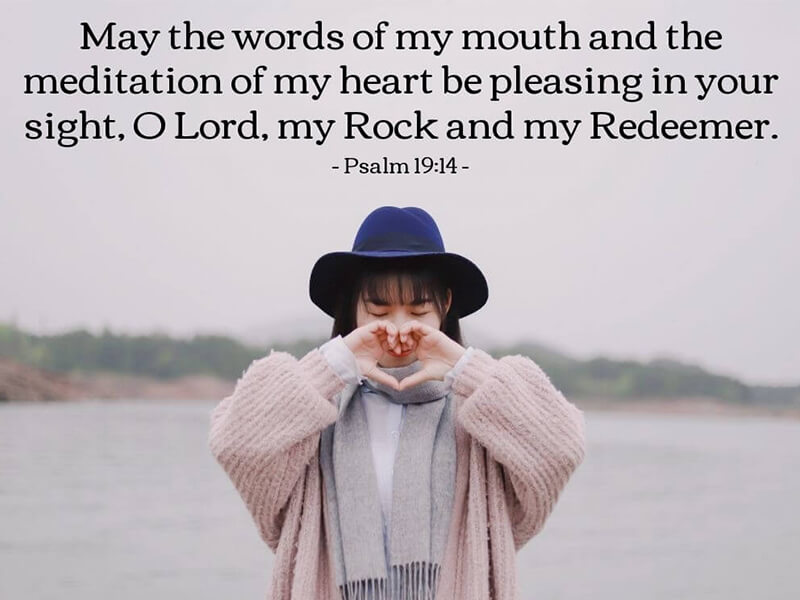 May the words of my mouth and the
meditation of my heart be pleasing in your
sight, O Lord, my Rock and my Redeemer.
- Psalm 19:14 -